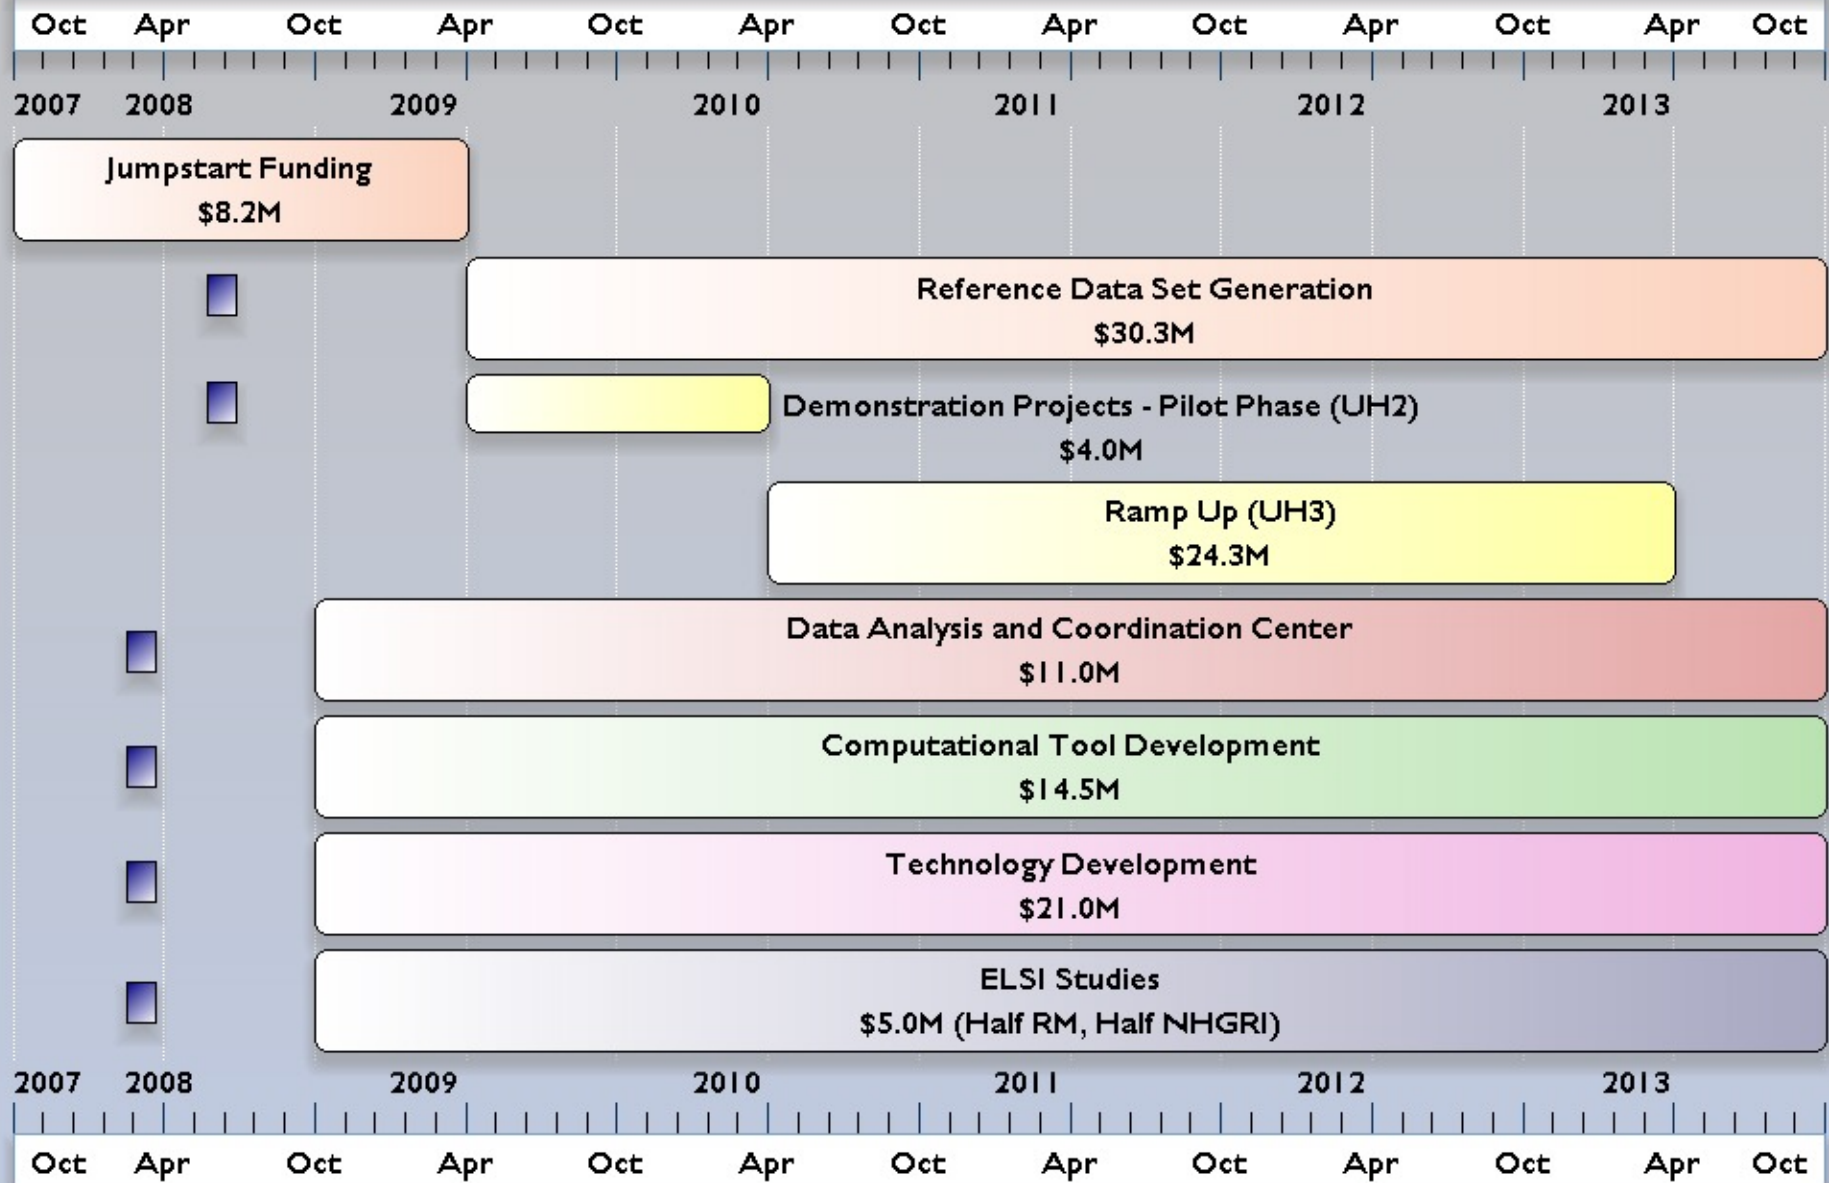 Oct Apr Oct Apr Oct Apr Oct Apr Oct Apr Oct Apr Oct
2007 2008 2009 2010 2011 2012 2013
Jumpstart Funding
$8.2M
Reference Data Set Generation
$30.3M
Demonstration Projects - Pilot Phase (UH2)
$4.0M
Ramp Up (UH3)
$24.3M
Data Analysis and Coordination Center
$11.0M
Computational Tool Development
$14.5M
Technology Development
$21.0M
ELSI Studies
$5.0M (Half RM, Half NHGRI)
2007 2008 2009 2010 2011 2012 2013
Oct Apr Oct Apr Oct Apr Oct Apr Oct Apr Oct Apr Oct